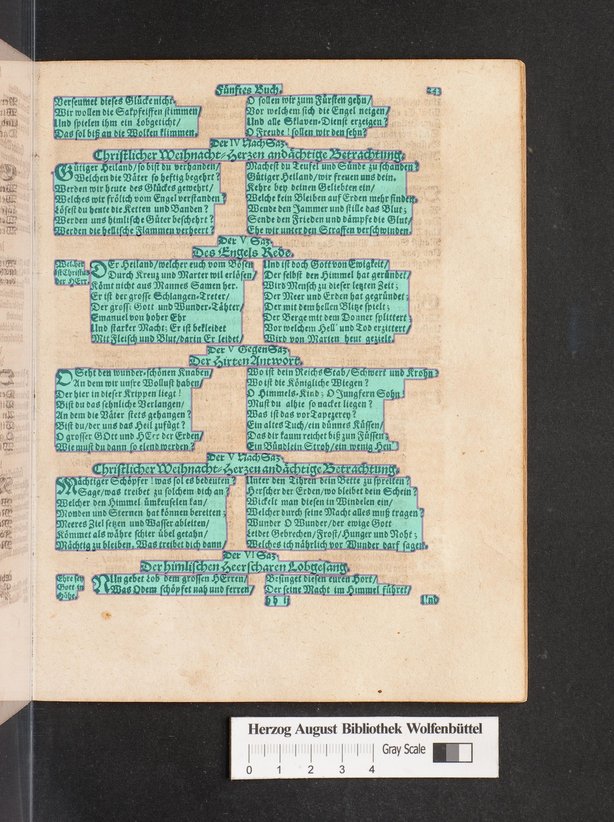 Fünftes Buch.
243
Verseumet dieses Glücke nicht.
Wir wollen die Sakpfeiffen stimmen
Und spielen ihm ein Lobgeticht/
Das sol biß an die Wolken klimmen.
O sollen wir zum Fürsten gehn/
Vor welchem sich die Engel neigen/
Und alle Sklaven-Dienst erzeigen?
O Freude! sollen wir den sehn?
Der IV NachSaz.
Christlicher Weihnacht-Herzen andächtige Betrachtung.
Gütiger Heiland/so bist du verhanden/
Welchen die Väter so heftig begehrt?
Werden wir heute des Glückes gewehrt/
Welches wir frölich vom Engel verstanden?
Lösest du heute die Ketten und Banden?
Werden uns himlische Güter beschehrt?
Werden die hellische Flammen verheert?
Machst du Teufel und Sünde zu schanden?
Gütiger Heiland/wir freuen uns dein.
Kehre bey deinen Geliebten ein/
Welche kein Bleiben auf Erden mehr finden.
Wende den Jammer und stille das Blut;
Sende den Frieden und dämpfe die Glut/
Ehe wir unter den Straffen verschwinden.
Der V Saz.
Des Engels Rede.
Welcher
ist Christus
der HErr.
DEr Heiland/welcher euch vom Bösen
Durch Kreuz und Marter wil erlösen/
Kömt nicht aus Mannes Samen her.
Er ist der grosse Schlangen-Treter/
Der grosse Gott und Wunder-Tähter/
Emanuel von hoher Ehr
Und starker Macht: Er ist bekleidet
Mit Fleisch und Blut/darin Er leidet/
Und ist doch Gott von Ewigkeit/
Der selbst den Himmel hat gegründet/
Wird Mensch zu dieser letzten Zeit;
Der Meer und Erden hat gegründet;
Der mit dem hellen Blitze spielt;
Der Berge mit dem Donner splittert
Vor welchem Hell' und Tod erzittert/
Wird von Marien heut gezielt.
Der V GegenSaz.
Der Hirten Antwort.
O Seht den wunder-schönen Knaben/
An dem wir unsre Wollust haben/
Der hier in dieser Krippen liegt!
Bist du das sehnliche Verlangen/
An dem die Väter stets gehangen?
Bist du/der uns das Heil zufügt?
O grosser GOtt und HErr der Erden/
Wie must du dann so elend werden?
Wo ist dein Reichs Stab/Schwert und Krohn?
Wo ist die Königliche Wiegen?
O Himmels-Kind; O Jungfern Sohn
Must du alhie so nacket liegen?
Was ist das vor Tapezerey?
Ein altes Tuch/ein dünnes Küssen/
Das dir kaum reichet biß zum Füssen;
Ein Bündlein Stroh/ein wenig Heu.
Der V NachSaz.
Christlicher Weihnacht-Herzen andächtige Betrachtung.
Mächtiger Schöpfer! was sol es bedeuten?
Sage/was treibet zu solchem dich an?
Welcher den Himmel ümkeuselen kan/
Monden und Sternen hat können bereiten;
Meeres Ziel setzen und Wasser ableiten/
Kömmet als währe schier übel getahn/
Mächtig zu bleiben. Was treibet dich dann/
Unter den Tihren dein Bette zu spreiten?
Herscher der Erden/wo bleibet dein Schein?
Wickelt man diesen in Windelen ein/
Welcher durch seine Macht alles muß tragen?
Wunder O Wunder/der ewige Gott
Leidet Gebrechen/Frost/Hunger und Noht;
Welches ich nährlich vor Wunder darf sagen.
Der VI Saz.
Der himlischen Heerscharen Lobgesang.
Ehre sey
Gott in
Höhe.
NUn gebet Lob dem grossen HErren/
Was Odem schöpfet nah und ferren/
Besinget diesen euren Hort/
Der seine Macht im Himmel führet/
Hh ij
Und
Herzog August Bibliothek Wolfenbüttel
Gray Scale
0 1 2 3 4